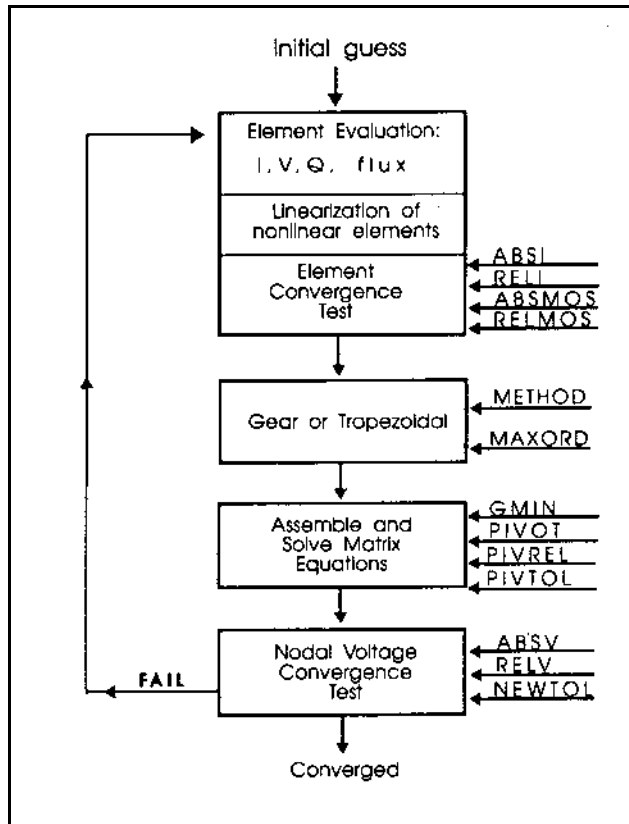 Initial guess
Element Evaluation:
I, V, Q, flux
Linearization of
nonlinear elements
Element
Convergence
Test
ABSI
RELI
ABSMOS
RELMOS
Gear or Trapezoidal
METHOD
MAXORD
Assemble and
Solve Matrix
Equations
GMIN
PIVOT
PIVREL
PIVTOL
Nodal Voltage
Convergence
Test
ABSV
RELV
NEWTOL
FAIL
Converged